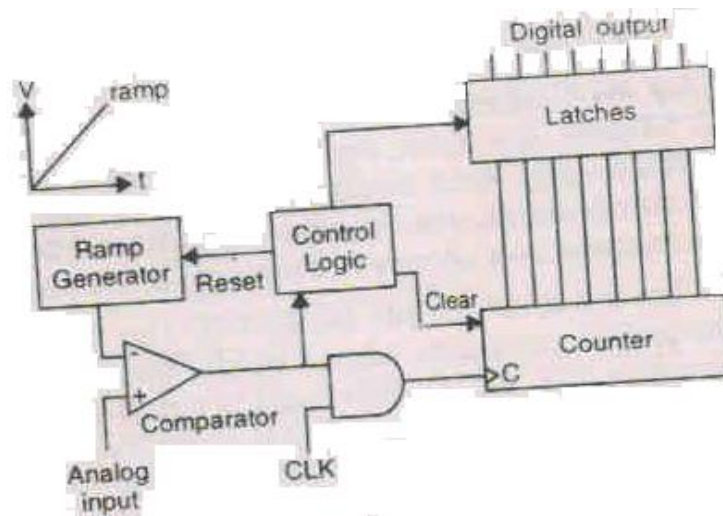 Digital output
V
ramp
t
Latches
Ramp
Generator
Reset
Control
Logic
Clear
Counter
C
-
+
Comparator
Analog
input
CLK